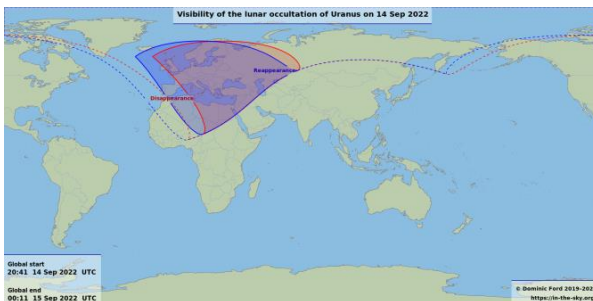 Visibility of the lunar occultation of Uranus on 14 Sep 2022
Reappearance
Disappearance
Global start
20:41 14 Sep 2022 UTC
Global end
00:11 15 Sep 2022 UTC
© Dominic Ford 2019-202
https://in-the-sky.org